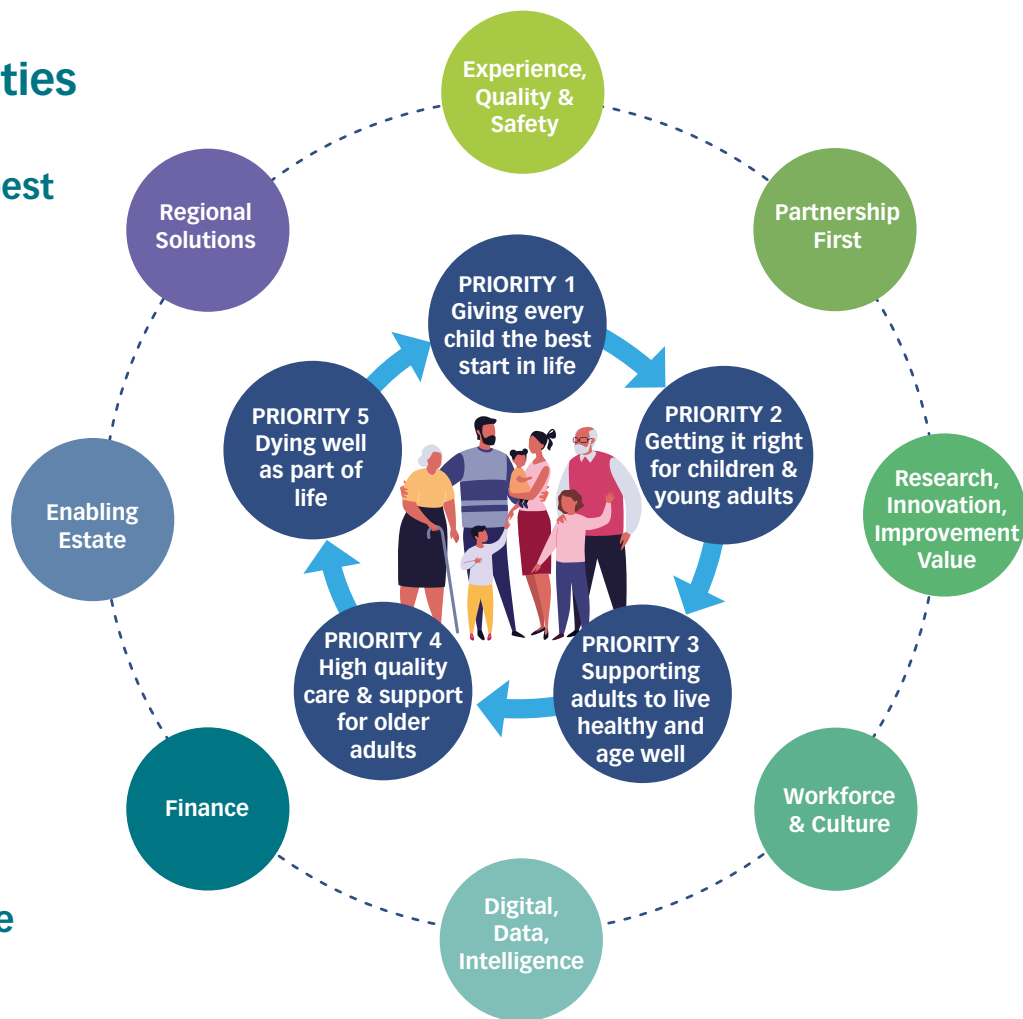 ties
est
e
Experience,
Quality &
Safety
Partnership
First
Research,
Innovation,
Improvement
Value
Workforce
& Culture
Digital,
Data,
Intelligence
Finance
Enabling
Estate
Regional
Solutions
PRIORITY 1
Giving every
child the best
start in life
PRIORITY 2
Getting it right
for children &
young adults
PRIORITY 3
Supporting
adults to live
healthy and
age well
PRIORITY 4
High quality
care & support
for older
adults
PRIORITY 5
Dying well
as part of
life